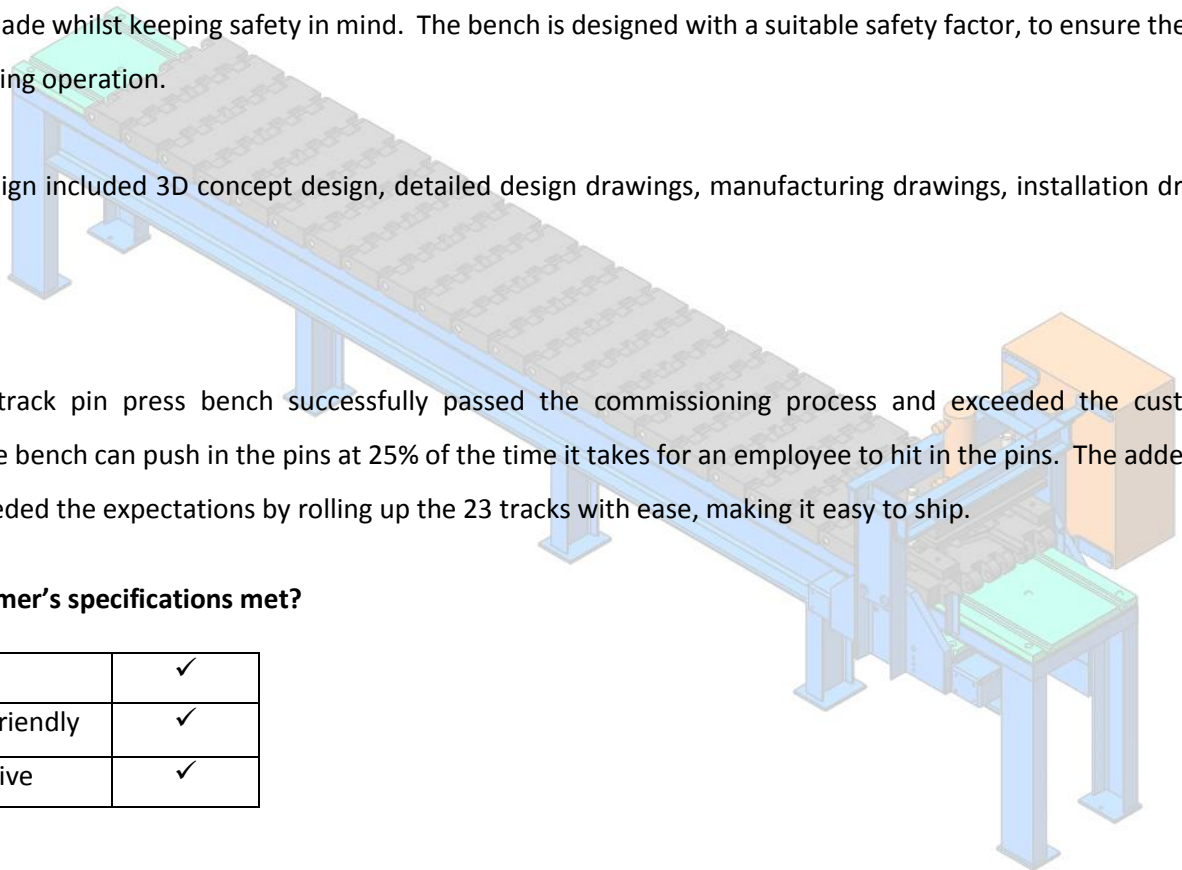 ade whilst keeping safety in mind. The bench is designed with a suitable safety factor, to ensure the
ing operation.
ign included 3D concept design, detailed design drawings, manufacturing drawings, installation dr
track pin press bench successfully passed the commissioning process and exceeded the cust
e bench can push in the pins at 25% of the time it takes for an employee to hit in the pins. The adde
eded the expectations by rolling up the 23 tracks with ease, making it easy to ship.
mer’s specifications met?
✓
riendly ✓
ive ✓